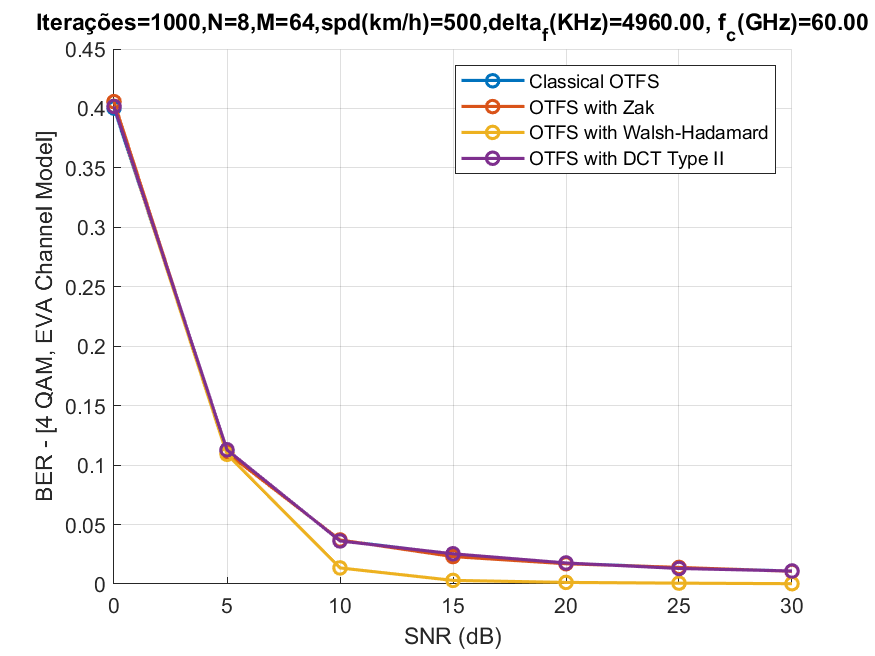 Iterações=1000,N=8,M=64,spd(km/h)=500,delta_f(KHz)=4960.00, f_c(GHz)=60.00
0.45
0.4
0.35
0.3
0.25
0.2
0.15
0.1
0.05
0
BER - [4 QAM, EVA Channel Model]
Classical OTFS
OTFS with Zak
OTFS with Walsh-Hadamard
OTFS with DCT Type II
0 5 10 15 20 25 30
SNR (dB)